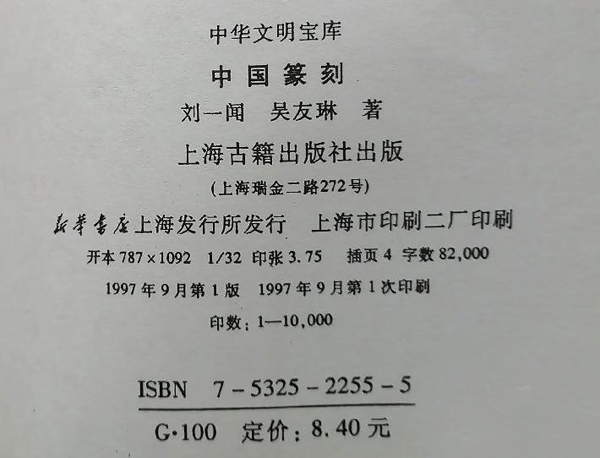 中华文明宝库
中国篆刻
刘一闻 吴友琳 著
上海古籍出版社出版
(上海瑞金二路272号)
新华书店上海发行所发行 上海市印刷二厂印刷
开本 787×1092 1/32 印张 3.75 插页 4 字数 82,000
1997 年 9 月第 1 版 1997 年 9 月第 1 次印刷
印数: 1—10,000
ISBN 7-5325-2255-5
G·100 定价: 8.40 元